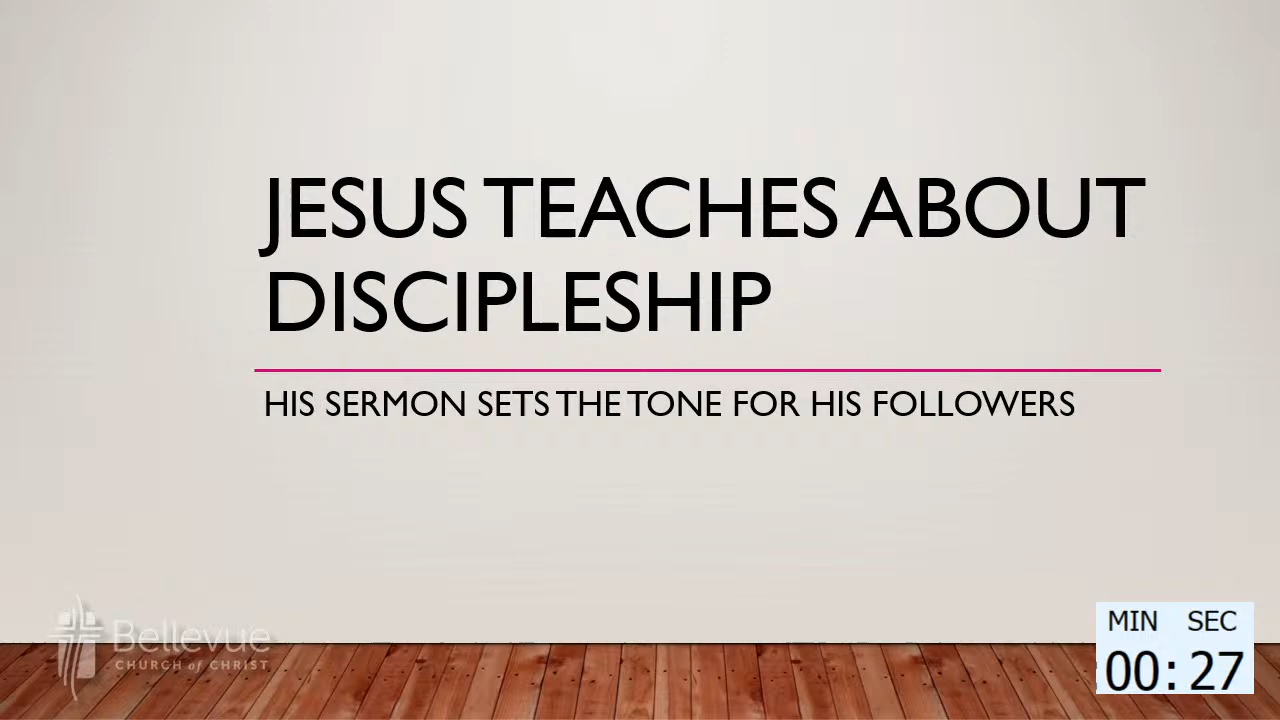 JESUS TEACHES ABOUT
DISCIPLESHIP
HIS SERMON SETS THE TONE FOR HIS FOLLOWERS
Bellevue
CHURCH of CHRIST
MIN SEC
00: 27